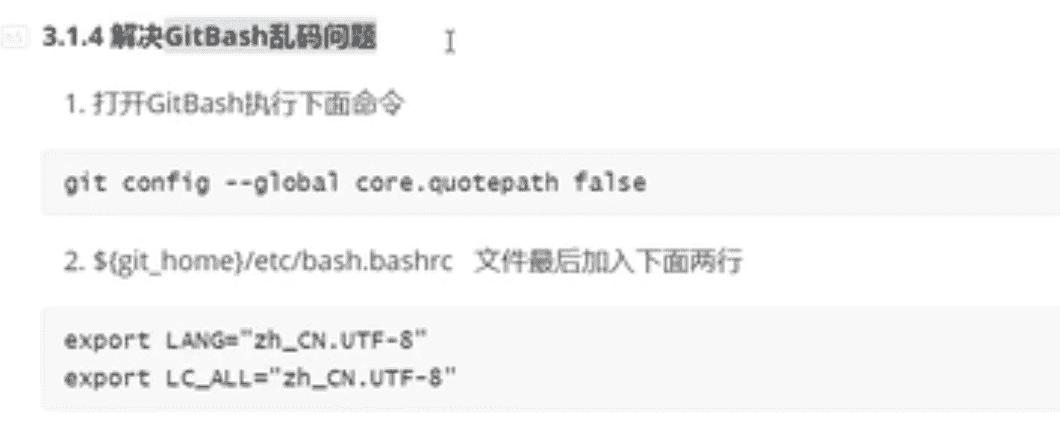 3.1.4 解决GitBash乱码问题
1. 打开GitBash执行下面命令
git config --global core.quotepath false
2. ${git_home}/etc/bash.bashrc 文件最后加入下面两行
export LANG="zh_CN.UTF-8"
export LC_ALL="zh_CN.UTF-8"